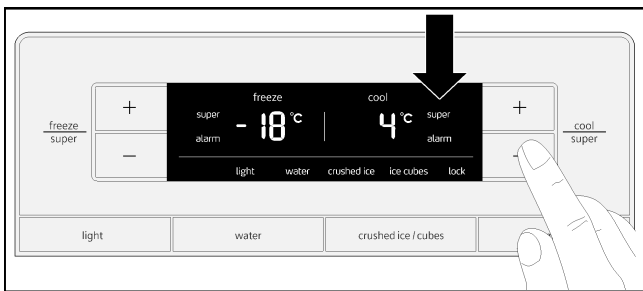 freeze
super
+
−
freeze cool
super super
- 18 °C 4 °C
alarm alarm
light water crushed ice ice cubes lock
+
−
cool
super
light
water
crushed ice / cubes